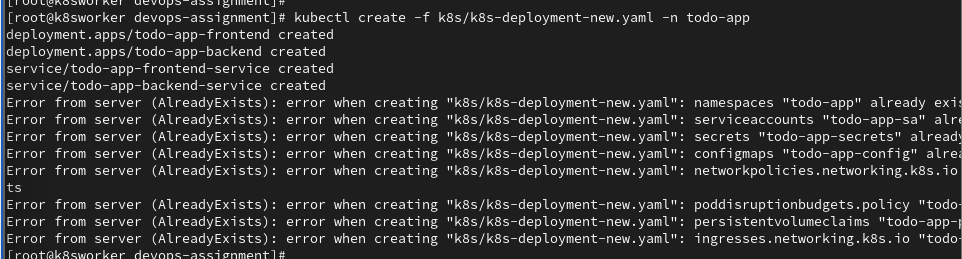 [root@k8sworker devops-assignment]#
[root@k8sworker devops-assignment]# kubectl create -f k8s/k8s-deployment-new.yaml -n todo-app
deployment.apps/todo-app-frontend created
deployment.apps/todo-app-backend created
service/todo-app-frontend-service created
service/todo-app-backend-service created
Error from server (AlreadyExists): error when creating "k8s/k8s-deployment-new.yaml": namespaces "todo-app" already exis
Error from server (AlreadyExists): error when creating "k8s/k8s-deployment-new.yaml": serviceaccounts "todo-app-sa" alre
Error from server (AlreadyExists): error when creating "k8s/k8s-deployment-new.yaml": secrets "todo-app-secrets" already
Error from server (AlreadyExists): error when creating "k8s/k8s-deployment-new.yaml": configmaps "todo-app-config" alrea
Error from server (AlreadyExists): error when creating "k8s/k8s-deployment-new.yaml": networkpolicies.networking.k8s.io
ts
Error from server (AlreadyExists): error when creating "k8s/k8s-deployment-new.yaml": poddisruptionbudgets.policy "todo-
Error from server (AlreadyExists): error when creating "k8s/k8s-deployment-new.yaml": persistentvolumeclaims "todo-app-p
Error from server (AlreadyExists): error when creating "k8s/k8s-deployment-new.yaml": ingresses.networking.k8s.io "todo-
[root@k8sworker devops-assignment]#